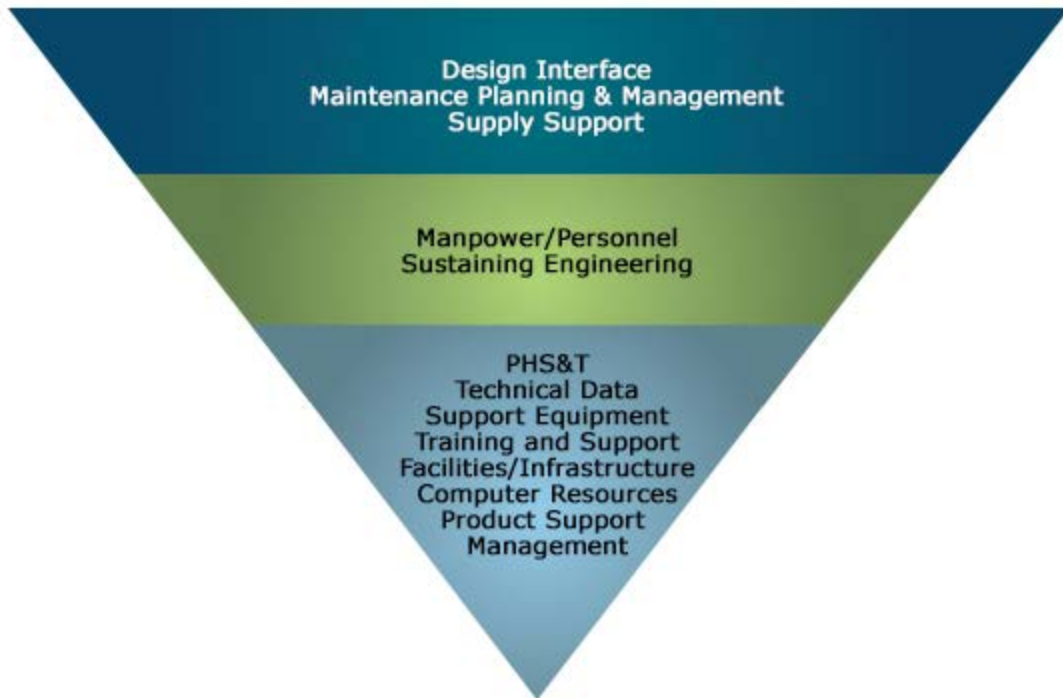 Design Interface
Maintenance Planning & Management
Supply Support
Manpower/Personnel
Sustaining Engineering
PHS&T
Technical Data
Support Equipment
Training and Support
Facilities/Infrastructure
Computer Resources
Product Support
Management